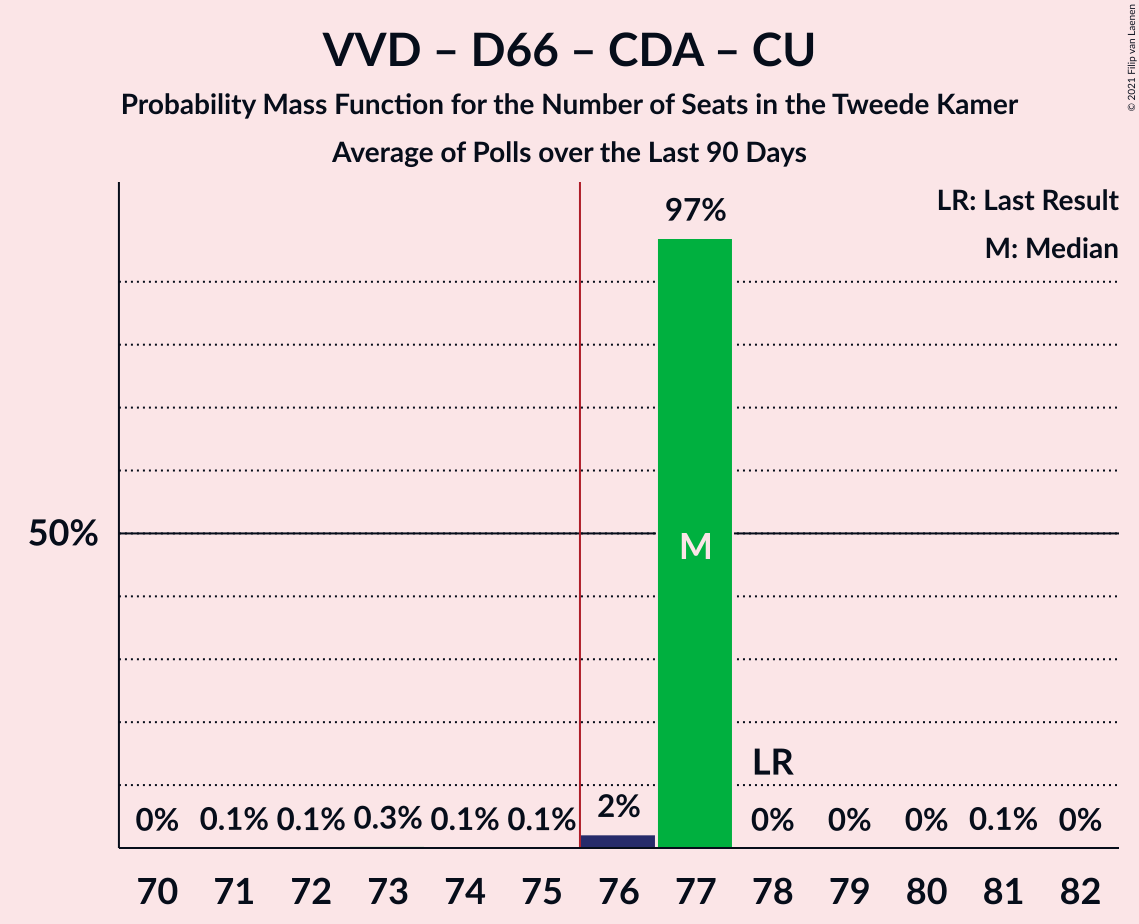 VVD – D66 – CDA – CU
Probability Mass Function for the Number of Seats in the Tweede Kamer
Average of Polls over the Last 90 Days
© 2021 Filip van Laenen
LR: Last Result
M: Median
97%
50%
M
LR
0% 0.1% 0.1% 0.3% 0.1% 0.1% 2% 0% 0% 0% 0.1% 0%
70 71 72 73 74 75 76 77 78 79 80 81 82